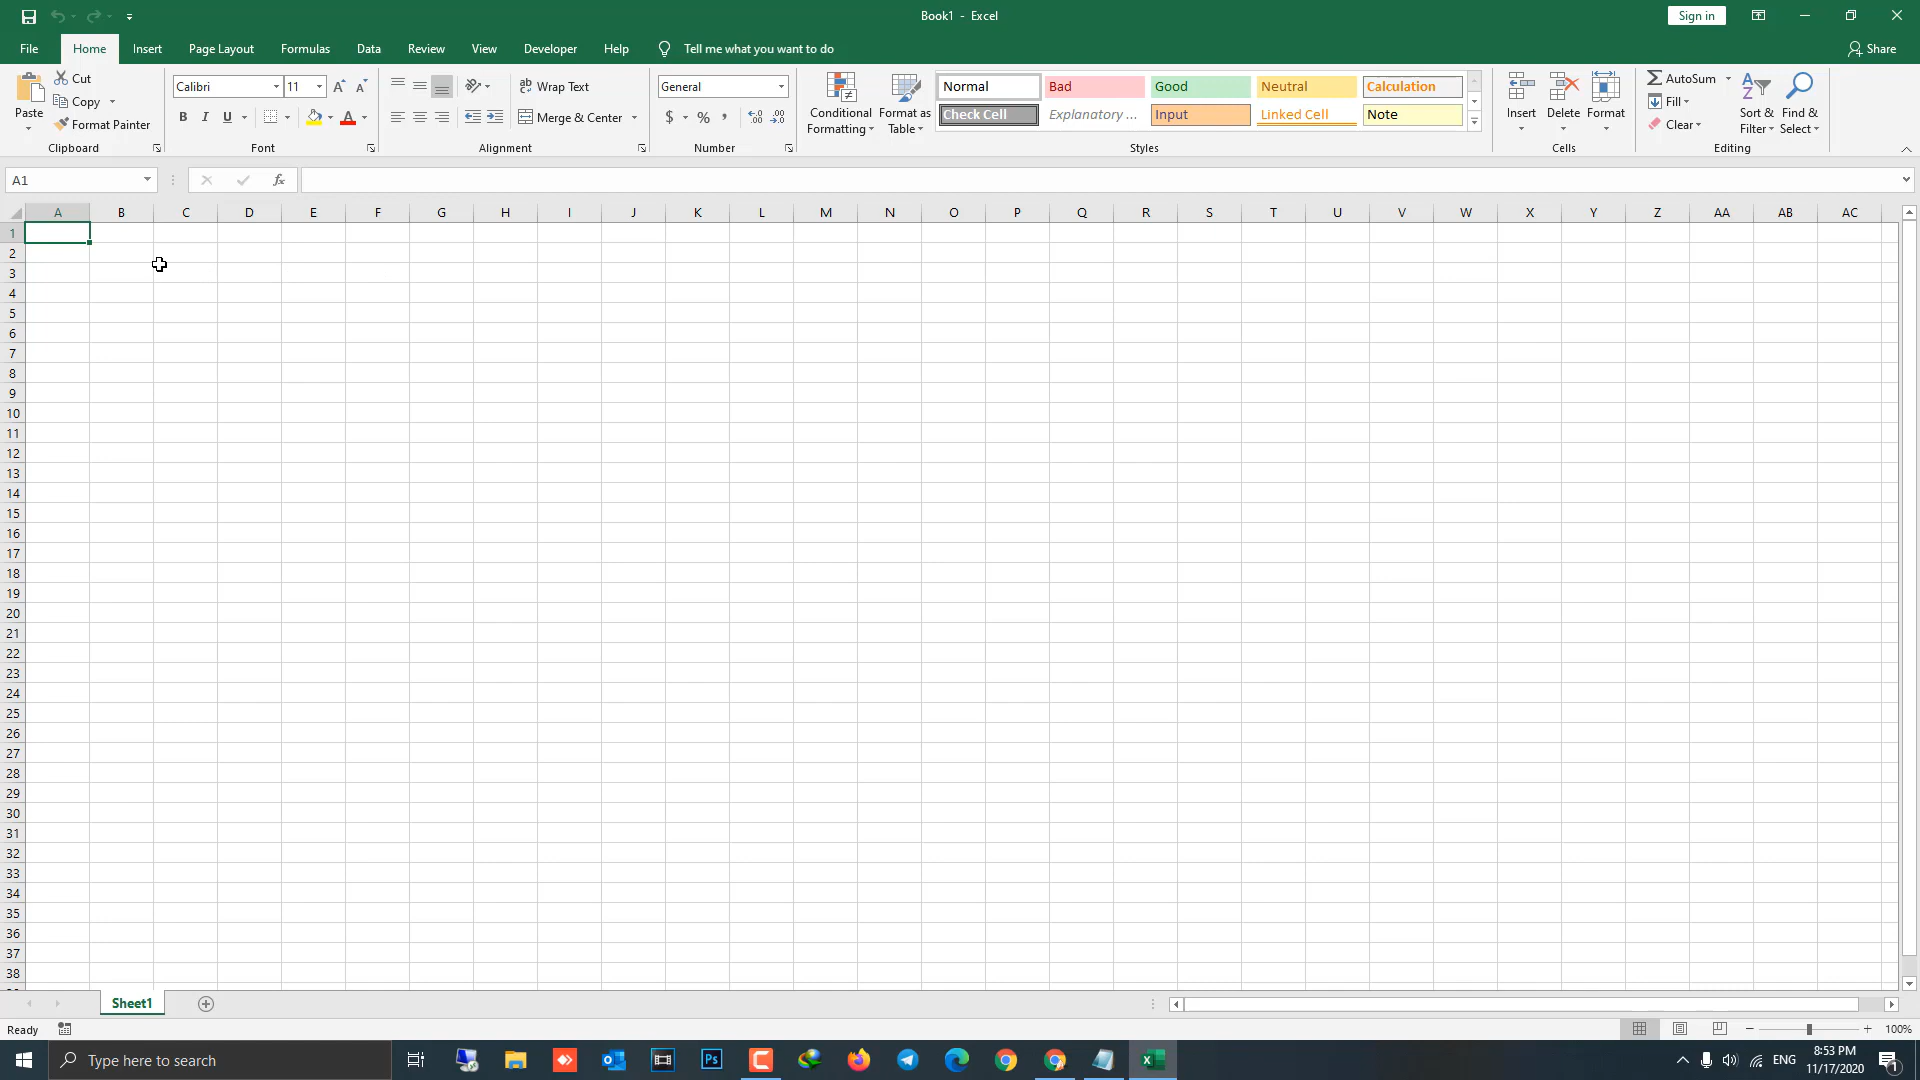 Book1 - Excel
Sign in
File Home Insert Page Layout Formulas Data Review View Developer Help Tell me what you want to do Share
Paste
Cut
Copy
Format Painter
Clipboard
Calibri 11
B I U
Font
Wrap Text
Merge & Center
Alignment
General
$ % ,
Number
Conditional Formatting
Format as Table
Normal Bad Good Neutral Calculation
Check Cell Explanatory ... Input Linked Cell Note
Styles
Insert Delete Format
Cells
AutoSum
Fill
Clear
Sort & Filter
Find & Select
Editing
A1 fx
A B C D E F G H I J K L M N O P Q R S T U V W X Y Z AA AB AC
1
2
3
4
5
6
7
8
9
10
11
12
13
14
15
16
17
18
19
20
21
22
23
24
25
26
27
28
29
30
31
32
33
34
35
36
37
38
Sheet1
Ready 100%
Type here to search
Ps
ENG
8:53 PM
11/17/2020
1